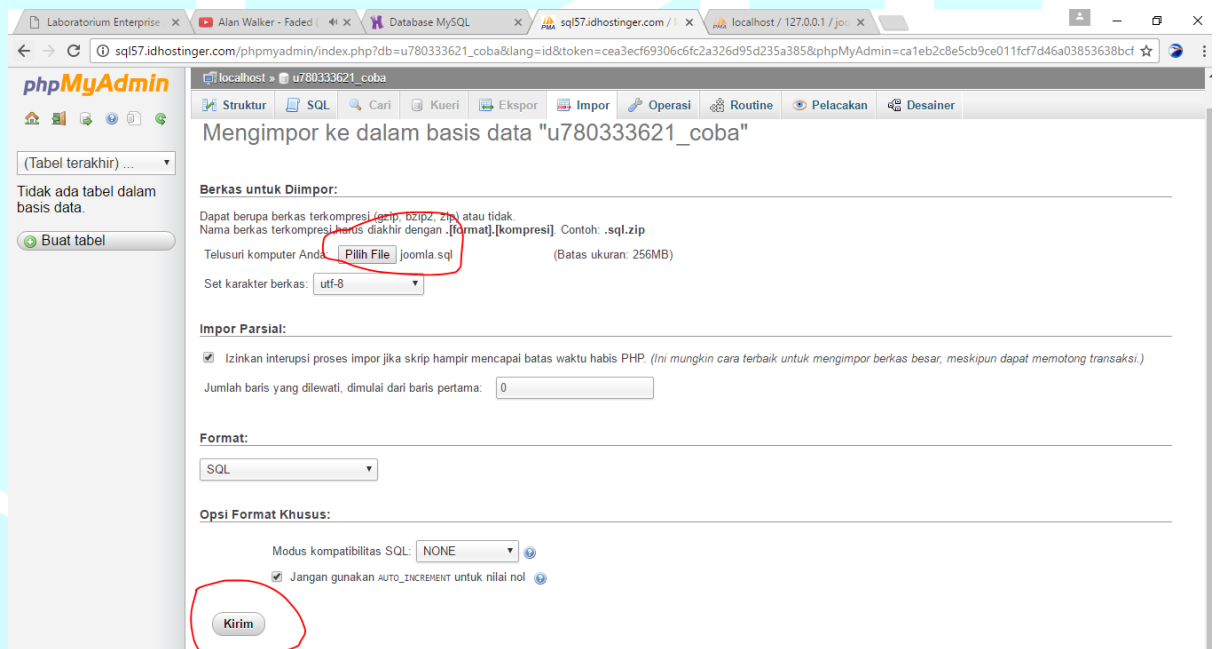 Laboratorium Enterprise
Alan Walker - Faded (
Database MySQL
sql57.idhostinger.com / l
localhost / 127.0.0.1 / joo
sql57.idhostinger.com/phpmyadmin/index.php?db=u780333621_coba&lang=id&token=cea3ecf69306c6fc2a326d95d235a385&phpMyAdmin=ca1eb2c8e5cb9ce011fcf7d46a03853638bcf
phpMyAdmin
(Tabel terakhir) ...
Tidak ada tabel dalam
basis data.
Buat tabel
localhost » u780333621_coba
Struktur SQL Cari Kueri Ekspor Impor Operasi Routine Pelacakan Desainer
Mengimpor ke dalam basis data "u780333621_coba"
Berkas untuk Diimpor:
Dapat berupa berkas terkompresi (gzip, bzip2, zip) atau tidak.
Nama berkas terkompresi harus diakhir dengan .[format].[kompresi]. Contoh: .sql.zip
Telusuri komputer Anda: Pilih File joomla.sql (Batas ukuran: 256MB)
Set karakter berkas: utf-8
Impor Parsial:
Izinkan interupsi proses impor jika skrip hampir mencapai batas waktu habis PHP. (Ini mungkin cara terbaik untuk mengimpor berkas besar, meskipun dapat memotong transaksi.)
Jumlah baris yang dilewati, dimulai dari baris pertama: 0
Format:
SQL
Opsi Format Khusus:
Modus kompatibilitas SQL: NONE
Jangan gunakan AUTO_INCREMENT untuk nilai nol
Kirim